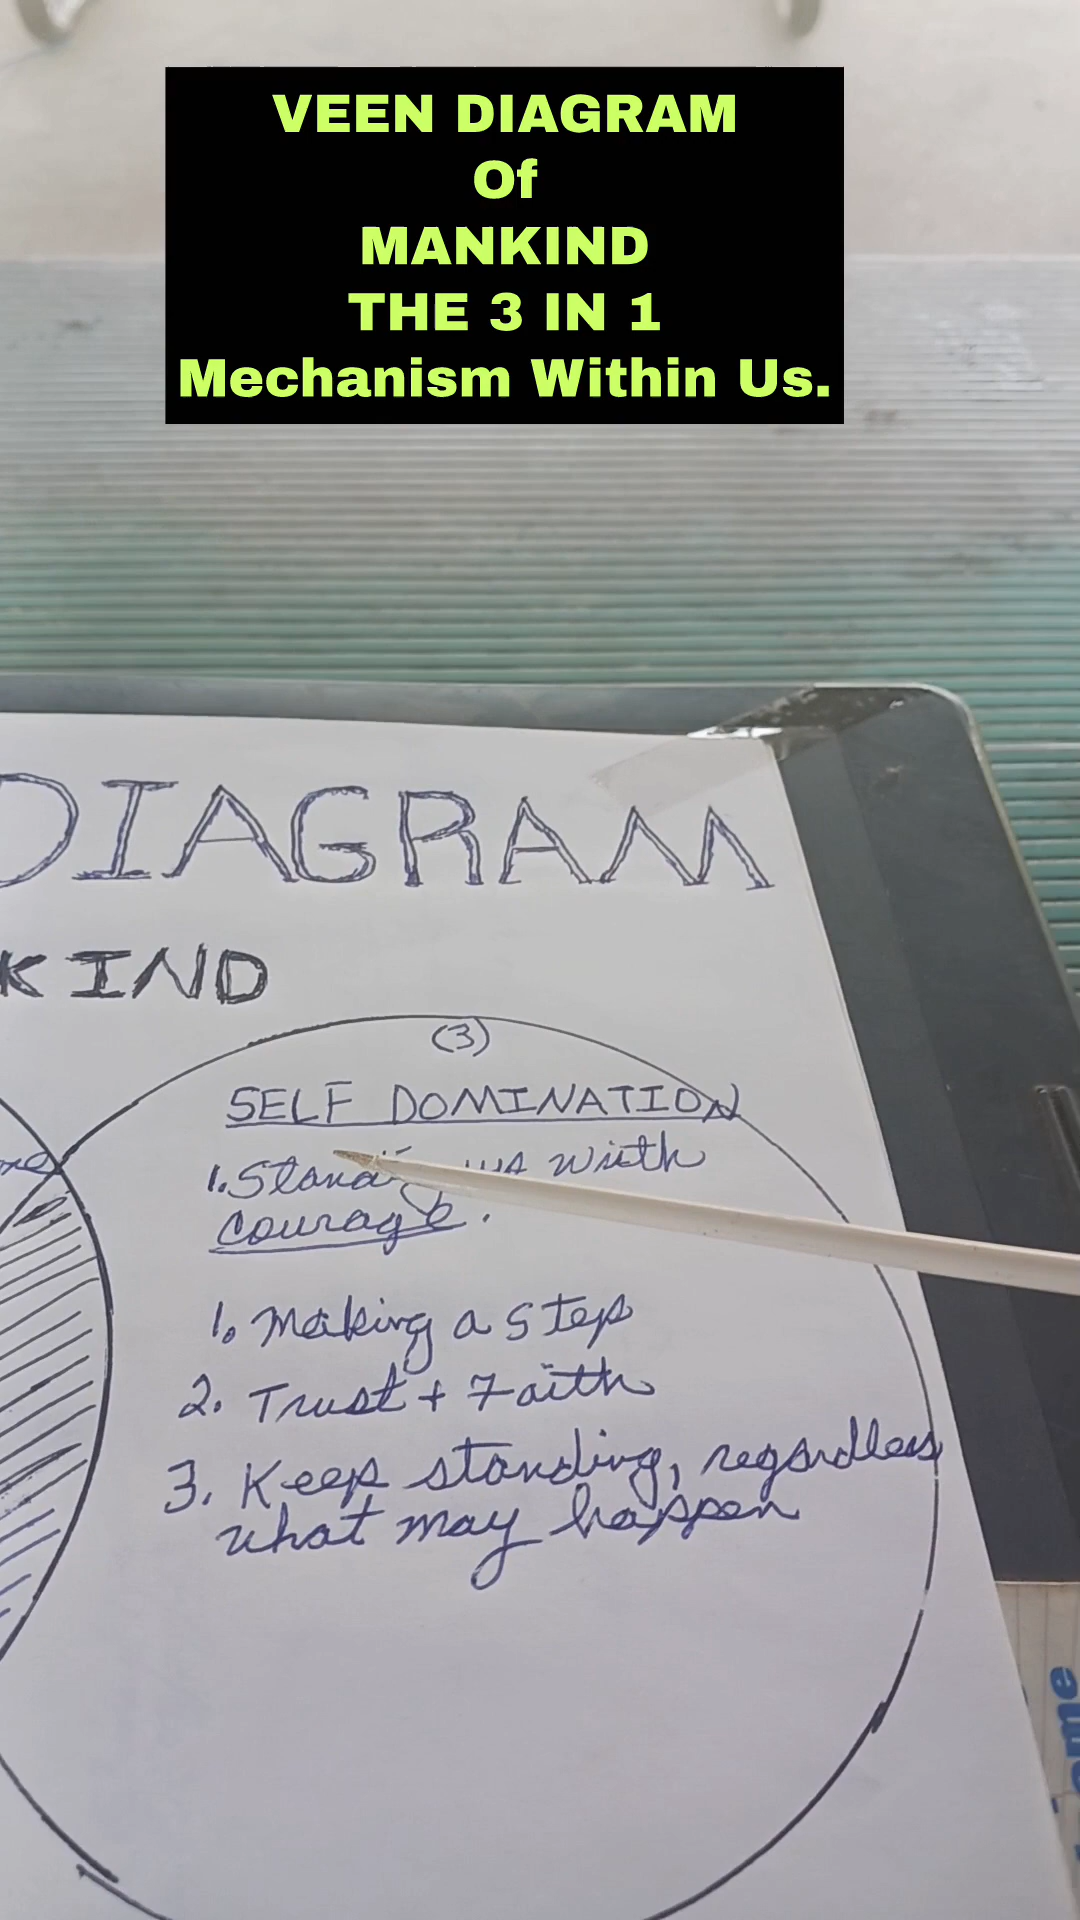 VEEN DIAGRAM
Of
MANKIND
THE 3 IN 1
Mechanism Within Us.
DIAGRAM
KIND
(3)
SELF DOMINATION
1. with
courage.
1. Making a step
2. Trust + Faith
3. Keep standing, regardless
what may happen